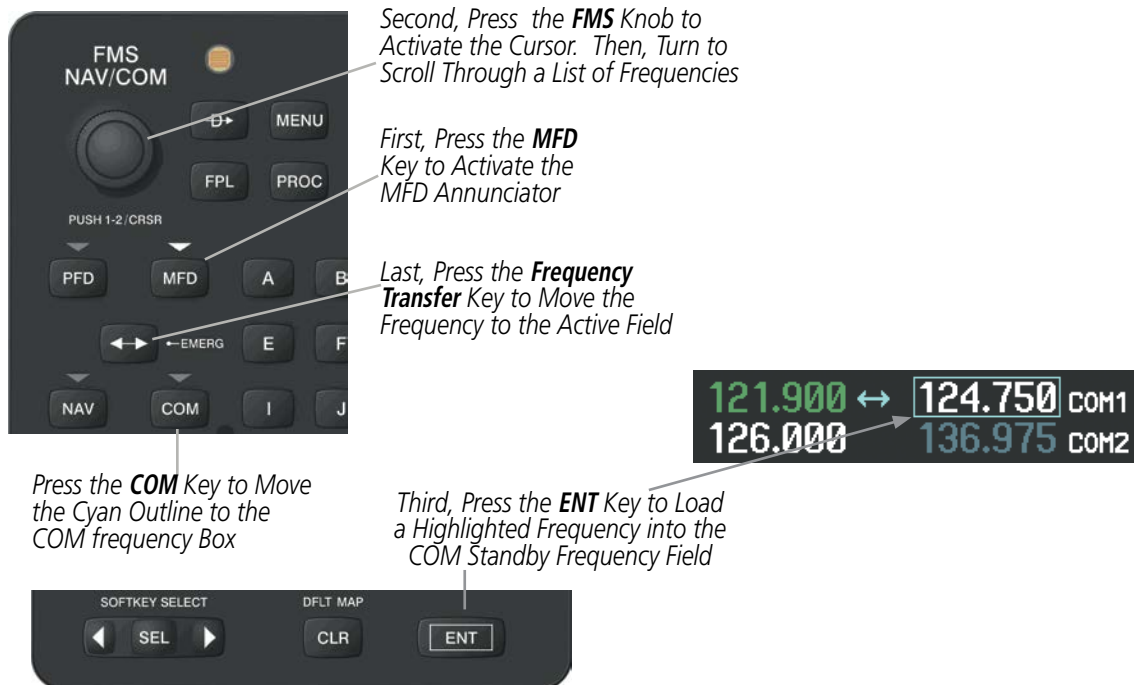 Second, Press the FMS Knob to
Activate the Cursor. Then, Turn to
Scroll Through a List of Frequencies
First, Press the MFD
Key to Activate the
MFD Annunciator
Last, Press the Frequency
Transfer Key to Move the
Frequency to the Active Field
FMS
NAV/COM
D
MENU
FPL
PROC
PUSH 1-2/CRSR
PFD
MFD
A
B
EMERG
E
F
NAV
COM
I
J
121.900 ↔ 124.750 COM1
126.000 136.975 COM2
Press the COM Key to Move
the Cyan Outline to the
COM frequency Box
Third, Press the ENT Key to Load
a Highlighted Frequency into the
COM Standby Frequency Field
SOFTKEY SELECT
DFLT MAP
SEL
CLR
ENT